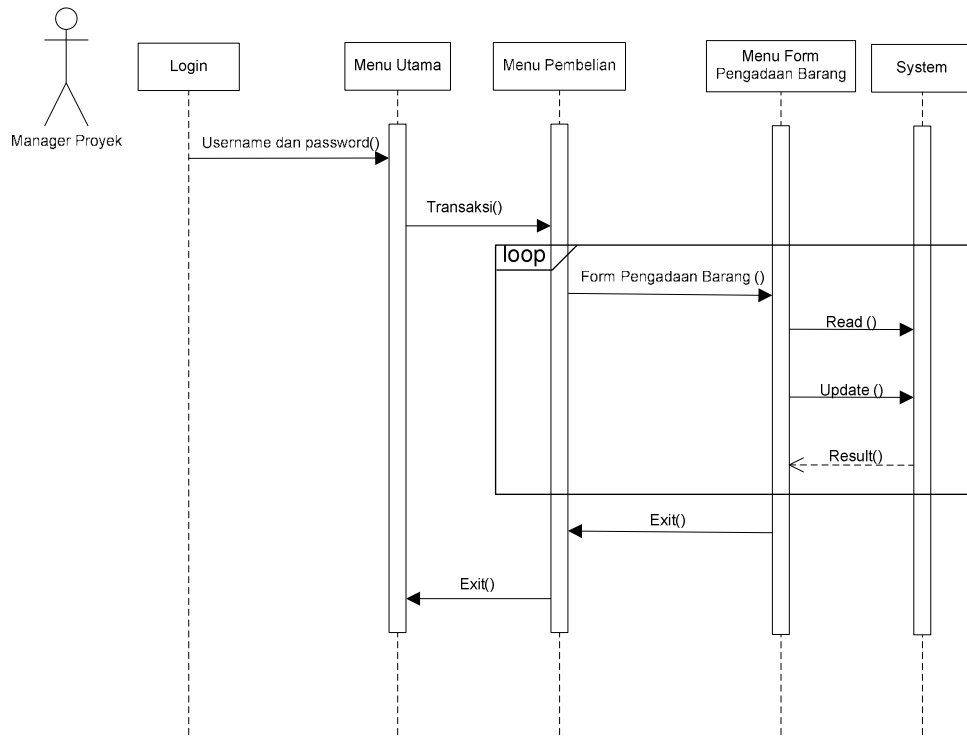 Login
Menu Utama
Menu Pembelian
Menu Form
Pengadaan Barang
System
Manager Proyek
Username dan password()
Transaksi()
loop
Form Pengadaan Barang ()
Read ()
Update ()
Result()
Exit()
Exit()